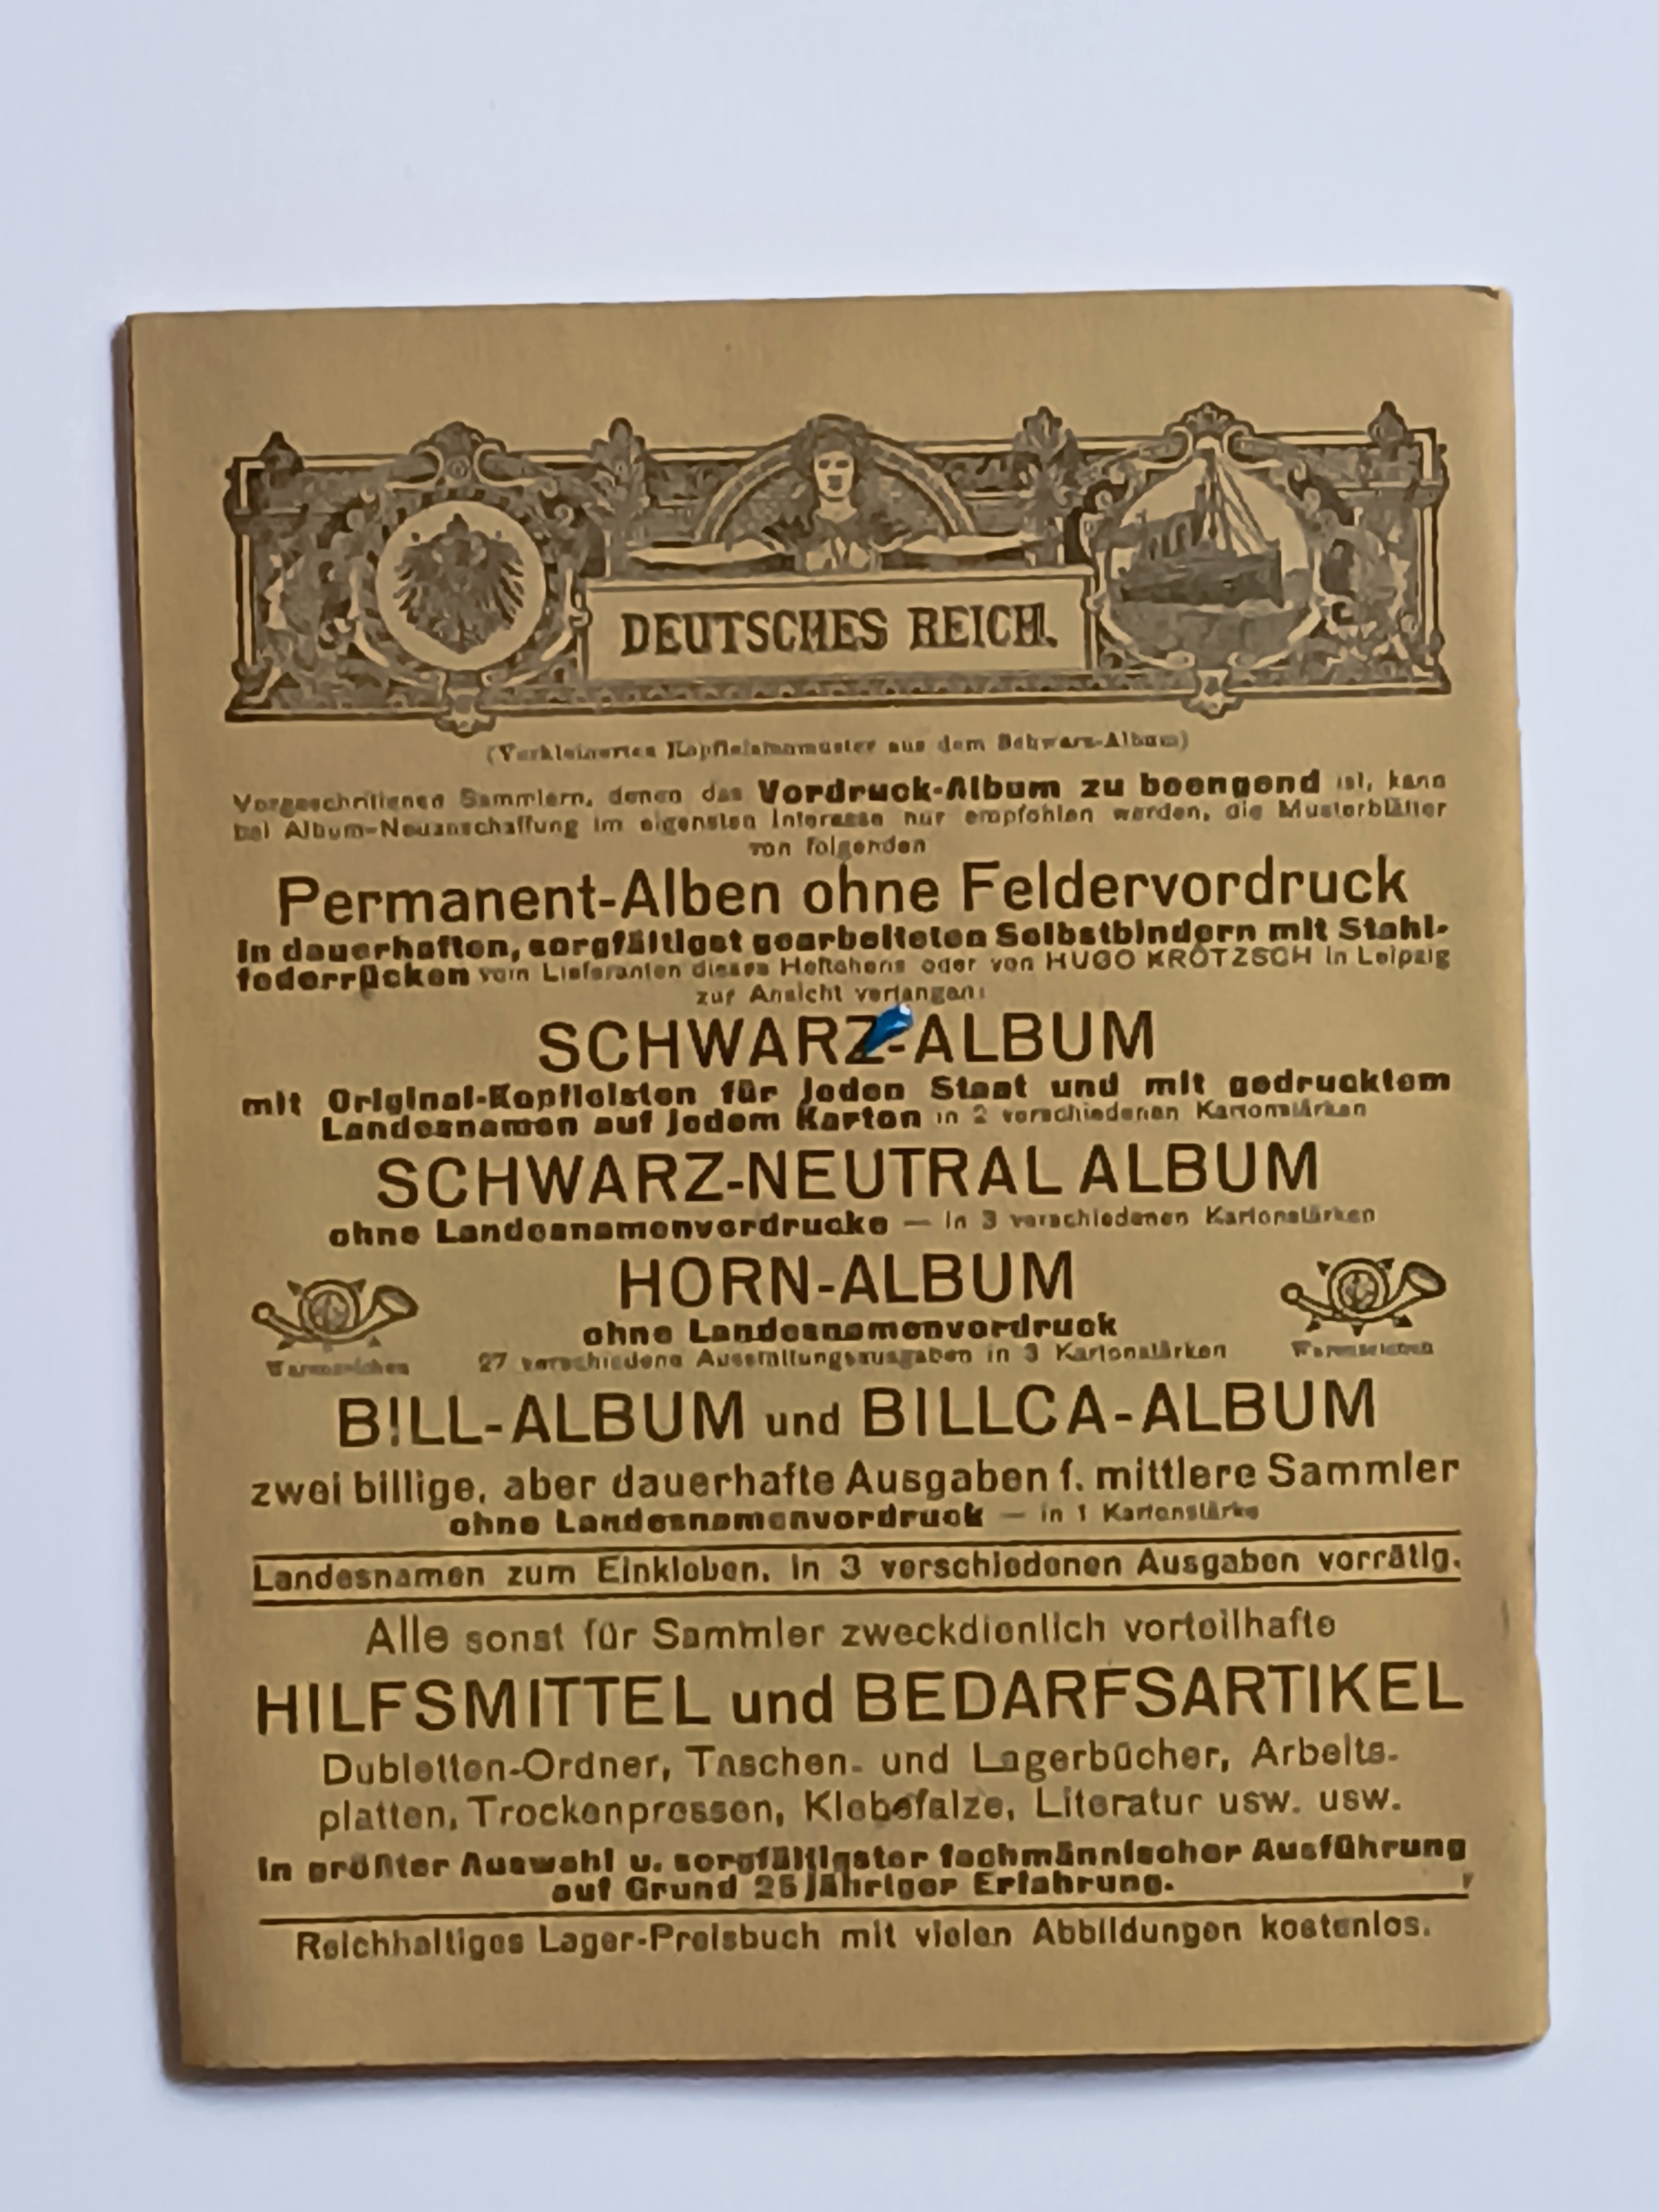 DEUTSCHES REICH.
(Verkleinertes Kopfleistenmuster aus dem Schwarz-Album)
Vorgeschrittenen Sammlern, denen das Vordruck-Album zu beengend ist, kann
bei Album-Neuanschaffung im eigensten Interesse nur empfohlen werden, die Musterblätter
von folgenden
Permanent-Alben ohne Feldervordruck
in dauerhaften, sorgfältigst gearbeiteten Selbstbindern mit Stahl-
federrücken vom Lieferanten dieses Heftchens oder von HUGO KRÖTZSCH in Leipzig
zur Ansicht verlangen:
SCHWARZ-ALBUM
mit Original-Kopfleisten für jeden Staat und mit gedrucktem
Landesnamen auf jedem Karton in 2 verschiedenen Kartonstärken
SCHWARZ-NEUTRAL ALBUM
ohne Landesnamenvordrucke — in 3 verschiedenen Kartonstärken
HORN-ALBUM
ohne Landesnamenvordruck
Warenzeichen 27 verschiedene Ausstattungsausgaben in 3 Kartonstärken Warenzeichen
BILL-ALBUM und BILLCA-ALBUM
zwei billige, aber dauerhafte Ausgaben f. mittlere Sammler
ohne Landesnamenvordruck — in 1 Kartonstärke
Landesnamen zum Einkleben, in 3 verschiedenen Ausgaben vorrätig.
Alle sonst für Sammler zweckdienlich vorteilhafte
HILFSMITTEL und BEDARFSARTIKEL
Dubletten-Ordner, Taschen- und Lagerbücher, Arbeits-
platten, Trockenpressen, Klebefalze, Literatur usw. usw.
in größter Auswahl u. sorgfältigster fachmännischer Ausführung
auf Grund 25 jähriger Erfahrung.
Reichhaltiges Lager-Preisbuch mit vielen Abbildungen kostenlos.